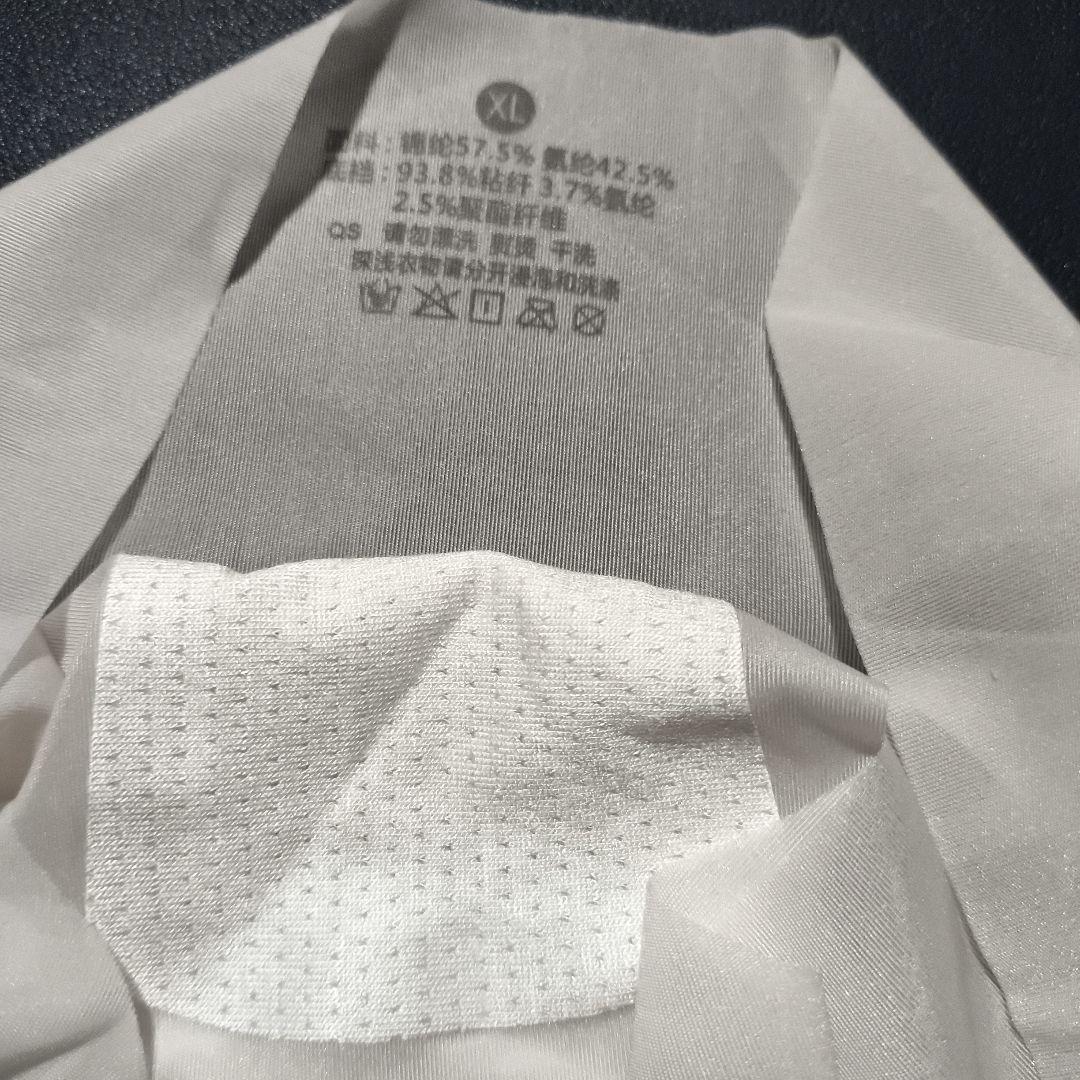 XL
面料：锦纶57.5% 氨纶42.5%
底裆：93.8%粘纤 3.7%氨纶
2.5%聚酯纤维
QS 请勿漂洗 熨烫 干洗
深浅衣物请分开浸泡和洗涤